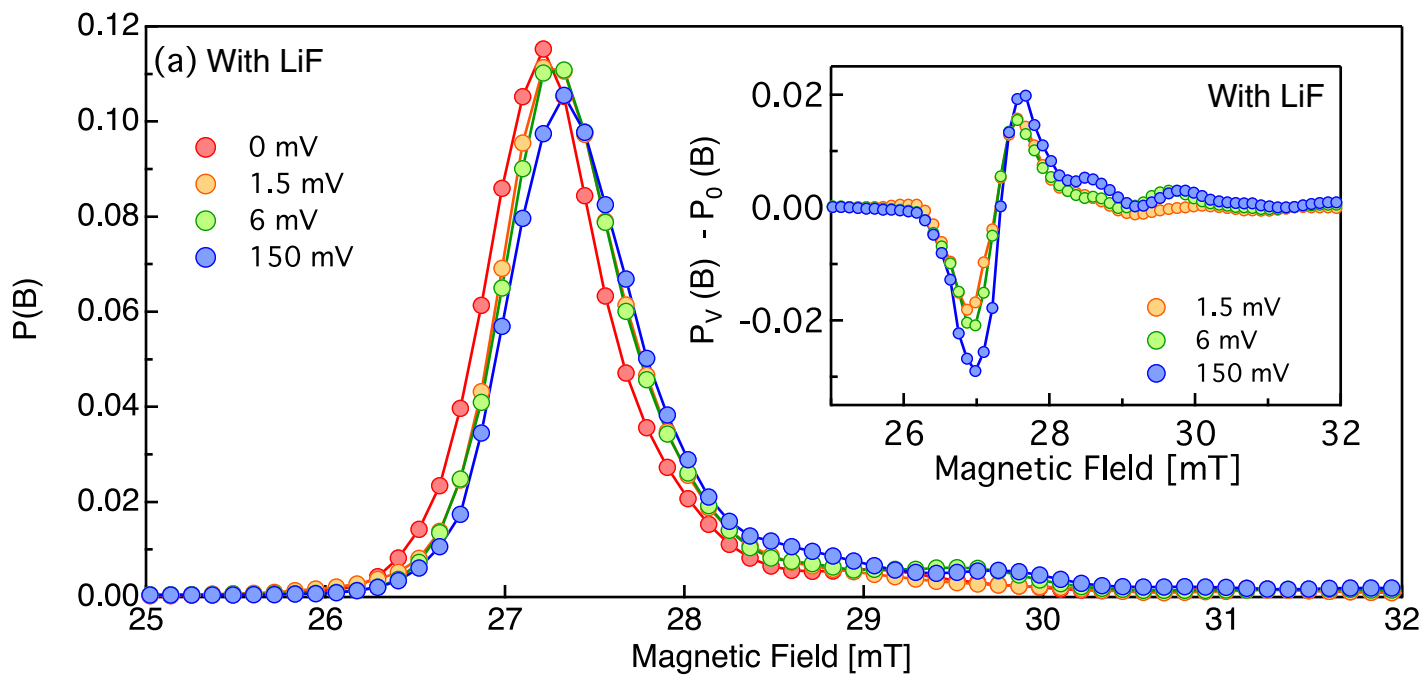 (a) With LiF
0 mV
1.5 mV
6 mV
150 mV
P(B)
0.12
0.10
0.08
0.06
0.04
0.02
0.00
25 26 27 28 29 30 31 32
Magnetic Field [mT]
With LiF
P_V (B) - P_0 (B)
0.02
0.00
-0.02
1.5 mV
6 mV
150 mV
26 28 30 32
Magnetic FIeld [mT]